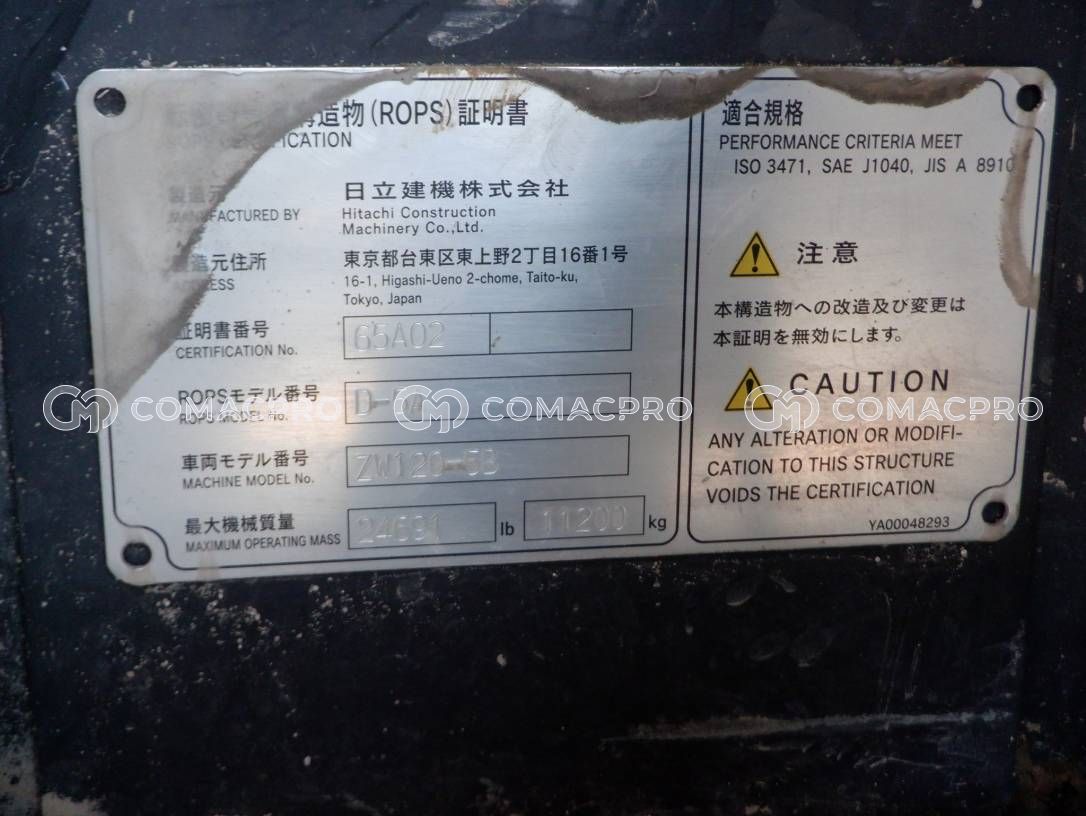 構造物(ROPS)証明書
CERTIFICATION
製造元
MANUFACTURED BY
日立建機株式会社
Hitachi Construction
Machinery Co.,Ltd.
製造元住所
ADDRESS
東京都台東区東上野2丁目16番1号
16-1, Higashi-Ueno 2-chome, Taito-ku,
Tokyo, Japan
証明書番号
CERTIFICATION No.
65A02
ROPSモデル番号
ROPS MODEL No.
車両モデル番号
MACHINE MODEL No.
ZW120-5B
最大機械質量
MAXIMUM OPERATING MASS
24691 lb 11200 kg
適合規格
PERFORMANCE CRITERIA MEET
ISO 3471, SAE J1040, JIS A 8910
注意
本構造物への改造及び変更は
本証明を無効にします。
CAUTION
ANY ALTERATION OR MODIFI-
CATION TO THIS STRUCTURE
VOIDS THE CERTIFICATION
YA00048293
COMACPRO COMACPRO COMACPRO